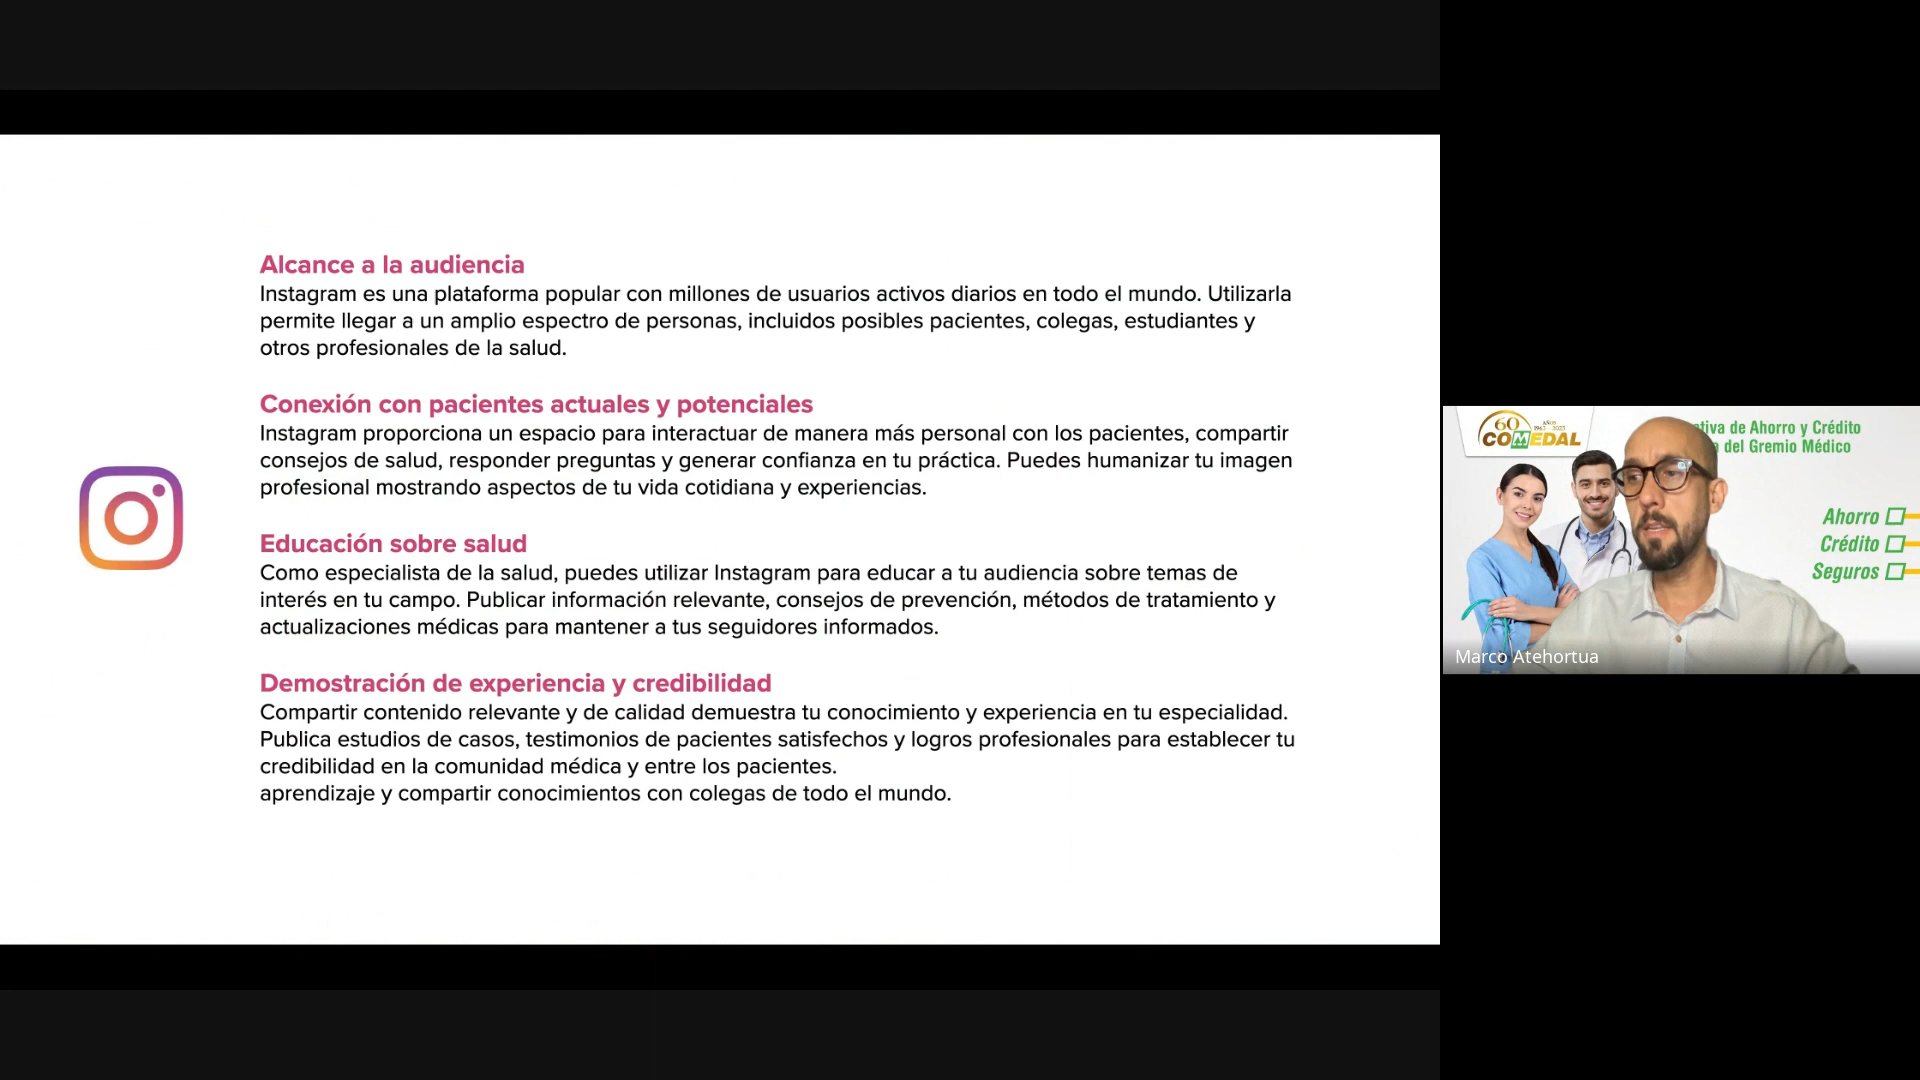 Alcance a la audiencia
Instagram es una plataforma popular con millones de usuarios activos diarios en todo el mundo. Utilizarla
permite llegar a un amplio espectro de personas, incluidos posibles pacientes, colegas, estudiantes y
otros profesionales de la salud.
Conexión con pacientes actuales y potenciales
Instagram proporciona un espacio para interactuar de manera más personal con los pacientes, compartir
consejos de salud, responder preguntas y generar confianza en tu práctica. Puedes humanizar tu imagen
profesional mostrando aspectos de tu vida cotidiana y experiencias.
Educación sobre salud
Como especialista de la salud, puedes utilizar Instagram para educar a tu audiencia sobre temas de
interés en tu campo. Publicar información relevante, consejos de prevención, métodos de tratamiento y
actualizaciones médicas para mantener a tus seguidores informados.
Demostración de experiencia y credibilidad
Compartir contenido relevante y de calidad demuestra tu conocimiento y experiencia en tu especialidad.
Publica estudios de casos, testimonios de pacientes satisfechos y logros profesionales para establecer tu
credibilidad en la comunidad médica y entre los pacientes.
aprendizaje y compartir conocimientos con colegas de todo el mundo.
60 AÑOS
COMEDAL
de Ahorro y Crédito
del Gremio Médico
Ahorro
Crédito
Seguros
Marco Atehortua